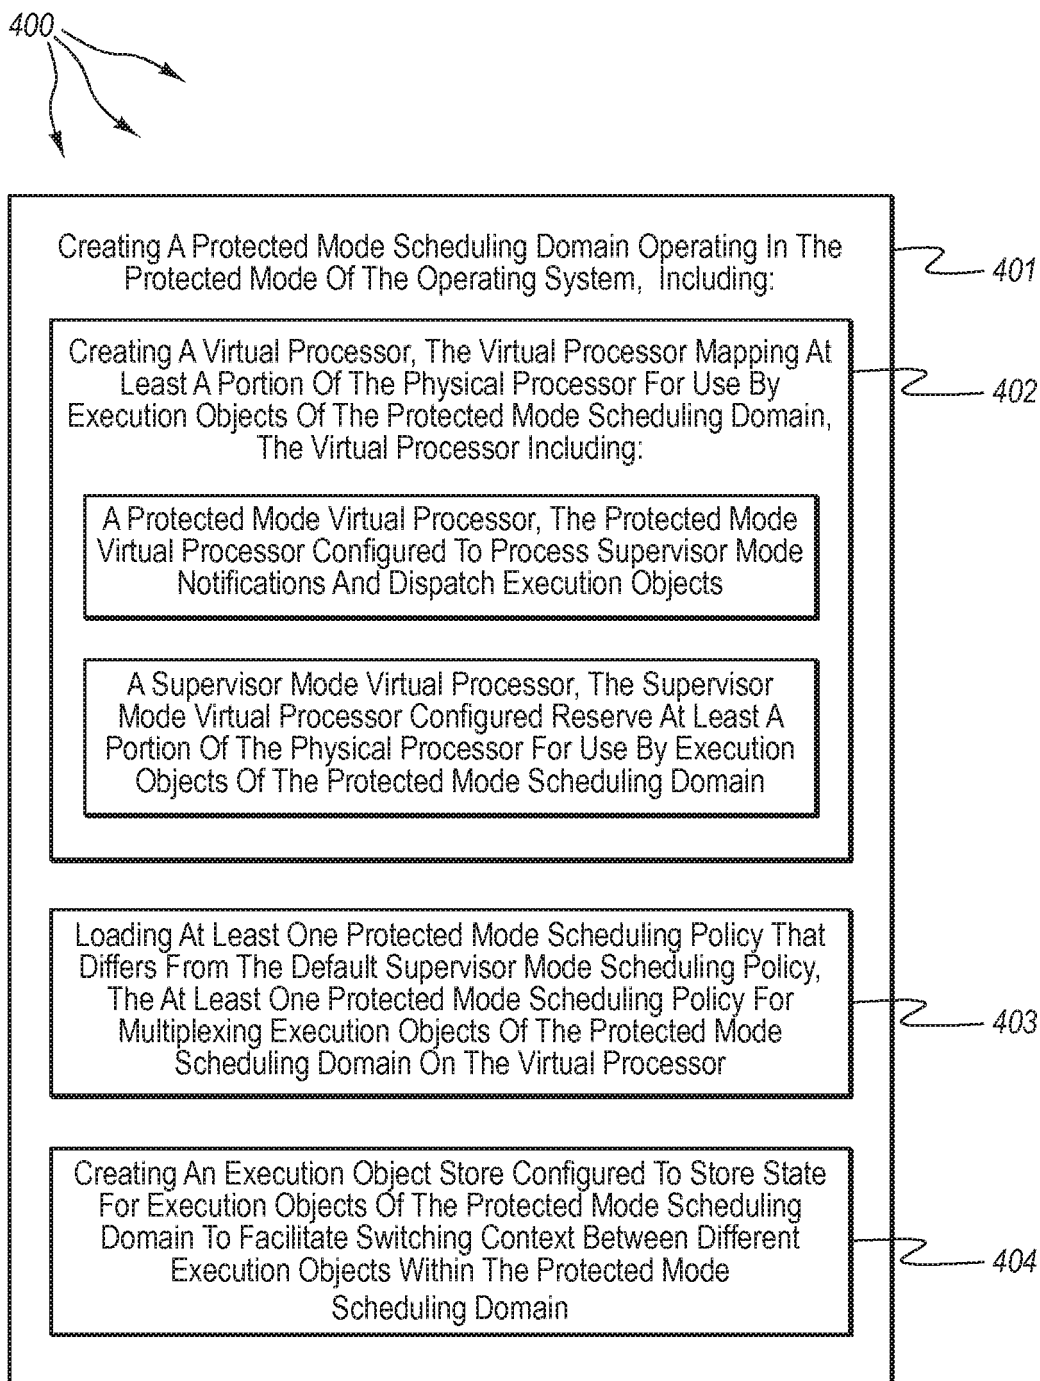 400
Creating A Protected Mode Scheduling Domain Operating In The
Protected Mode Of The Operating System, Including:
401
Creating A Virtual Processor, The Virtual Processor Mapping At
Least A Portion Of The Physical Processor For Use By
Execution Objects Of The Protected Mode Scheduling Domain,
The Virtual Processor Including:
402
A Protected Mode Virtual Processor, The Protected Mode
Virtual Processor Configured To Process Supervisor Mode
Notifications And Dispatch Execution Objects
A Supervisor Mode Virtual Processor, The Supervisor
Mode Virtual Processor Configured Reserve At Least A
Portion Of The Physical Processor For Use By Execution
Objects Of The Protected Mode Scheduling Domain
Loading At Least One Protected Mode Scheduling Policy That
Differs From The Default Supervisor Mode Scheduling Policy,
The At Least One Protected Mode Scheduling Policy For
Multiplexing Execution Objects Of The Protected Mode
Scheduling Domain On The Virtual Processor
403
Creating An Execution Object Store Configured To Store State
For Execution Objects Of The Protected Mode Scheduling
Domain To Facilitate Switching Context Between Different
Execution Objects Within The Protected Mode
Scheduling Domain
404